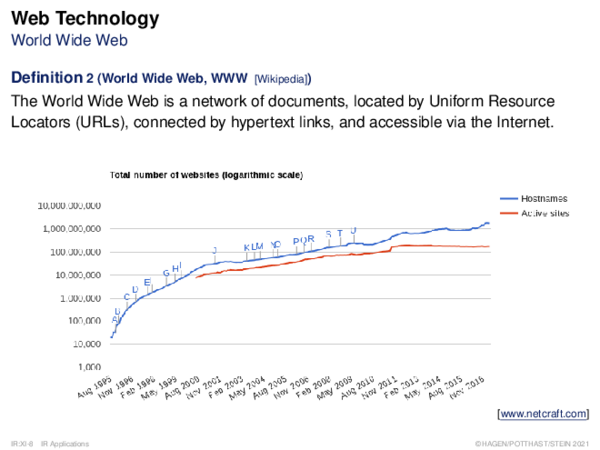 Web Technology
World Wide Web
Definition 2 (World Wide Web, WWW [Wikipedia])
The World Wide Web is a network of documents, located by Uniform Resource
Locators (URLs), connected by hypertext links, and accessible via the Internet.
Total number of websites (logarithmic scale)
Hostnames
Active sites
10,000,000,000
1,000,000,000
100,000,000
10,000,000
1,000,000
100,000
10,000
1,000
A B C D E G H I J K L M N O P Q R S T U
Aug 1995 Nov 1996 Feb 1998 May 1999 Aug 2000 Nov 2001 Feb 2003 May 2004 Aug 2005 Nov 2006 Feb 2008 May 2009 Aug 2010 Nov 2011 Feb 2013 May 2014 Aug 2015 Nov 2016
[www.netcraft.com]
IR:XI-8 IR Applications © HAGEN/POTTHAST/STEIN 2021